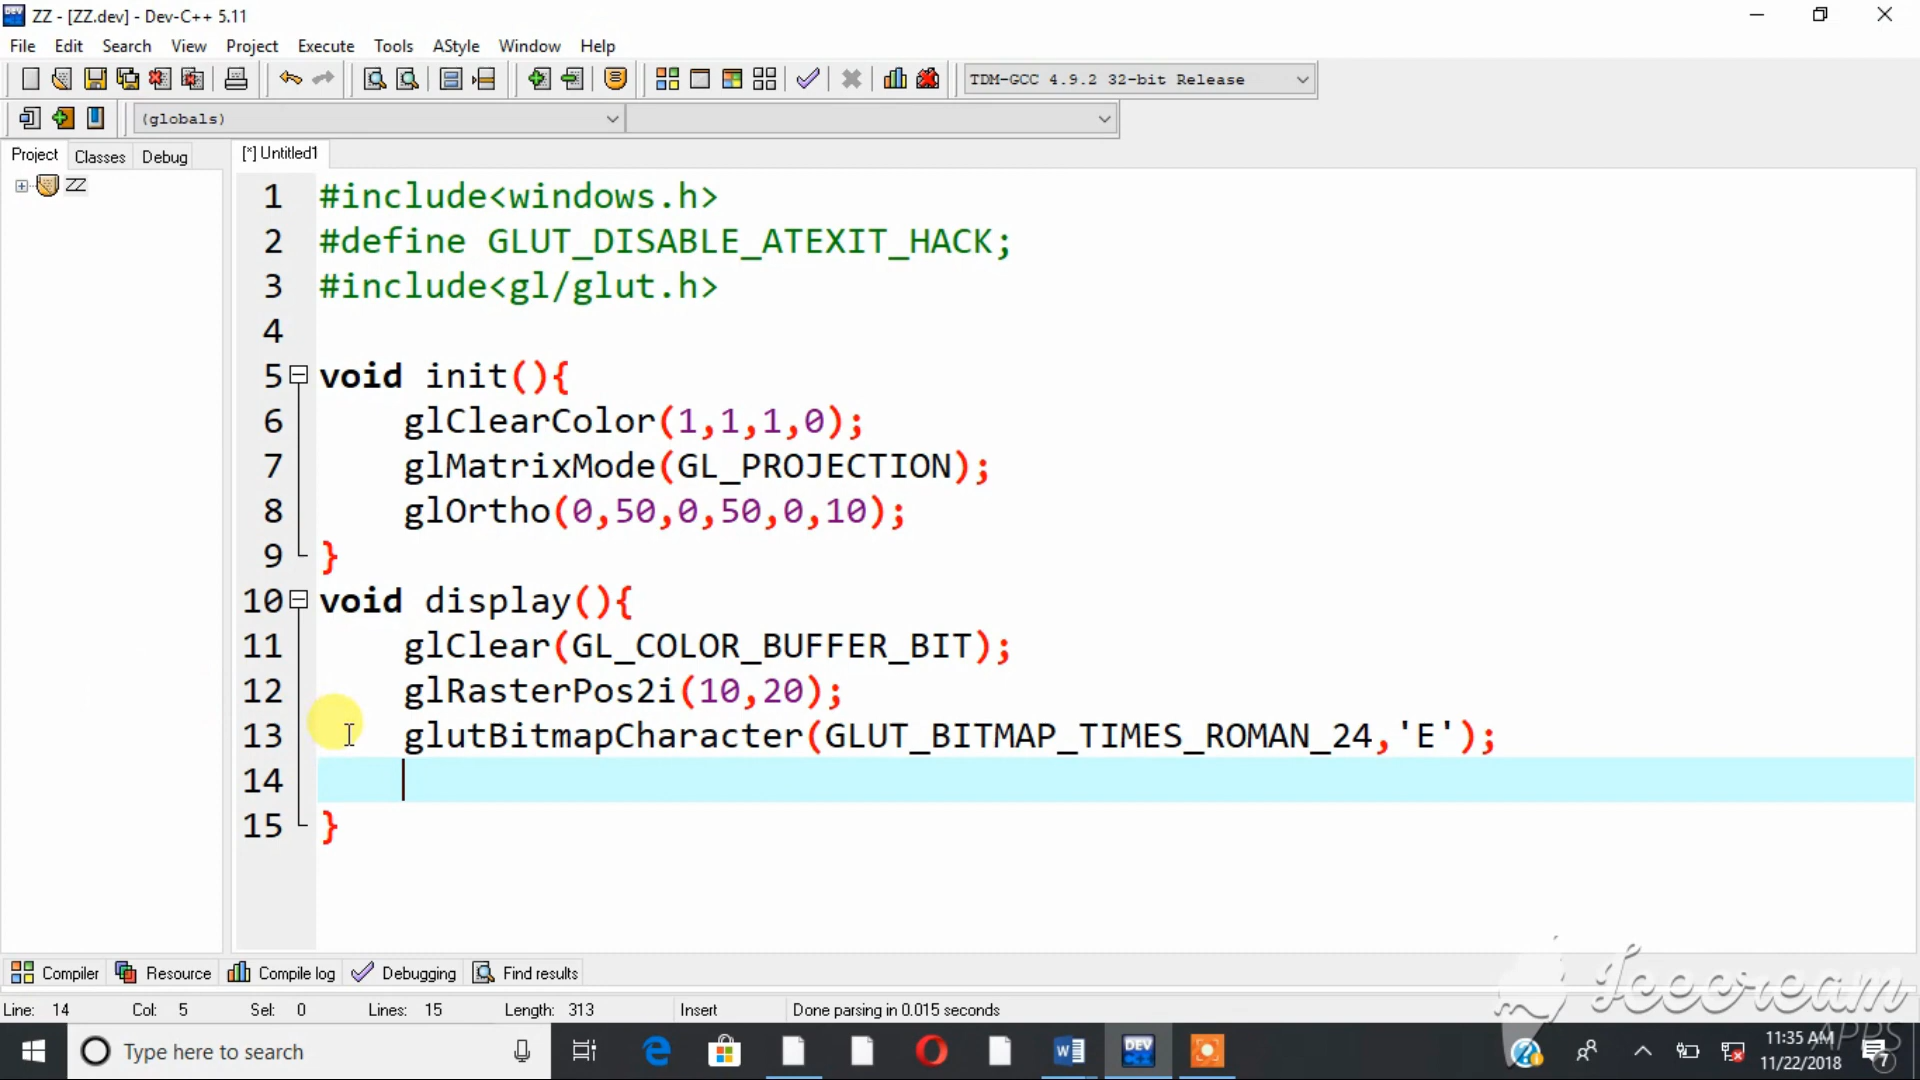 ZZ - [ZZ.dev] - Dev-C++ 5.11
File Edit Search View Project Execute Tools AStyle Window Help
TDM-GCC 4.9.2 32-bit Release
(globals)
Project Classes Debug
[*] Untitled1
ZZ
1 #include<windows.h>
2 #define GLUT_DISABLE_ATEXIT_HACK;
3 #include<gl/glut.h>
4
5 void init(){
6 glClearColor(1,1,1,0);
7 glMatrixMode(GL_PROJECTION);
8 glOrtho(0,50,0,50,0,10);
9 }
10 void display(){
11 glClear(GL_COLOR_BUFFER_BIT);
12 glRasterPos2i(10,20);
13 glutBitmapCharacter(GLUT_BITMAP_TIMES_ROMAN_24,'E');
14
15 }
Compiler Resource Compile log Debugging Find results
Line: 14 Col: 5 Sel: 0 Lines: 15 Length: 313 Insert Done parsing in 0.015 seconds
Icecream
APPS
Type here to search
DEV
11:35 AM
11/22/2018
7